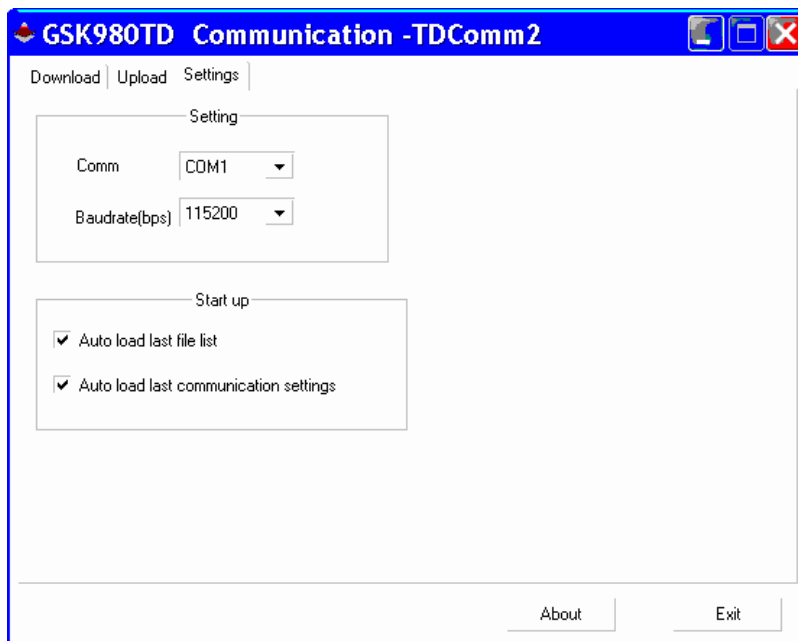 GSK980TD Communication -TDComm2
Download Upload Settings
Setting
Comm COM1
Baudrate(bps) 115200
Start up
Auto load last file list
Auto load last communication settings
About Exit